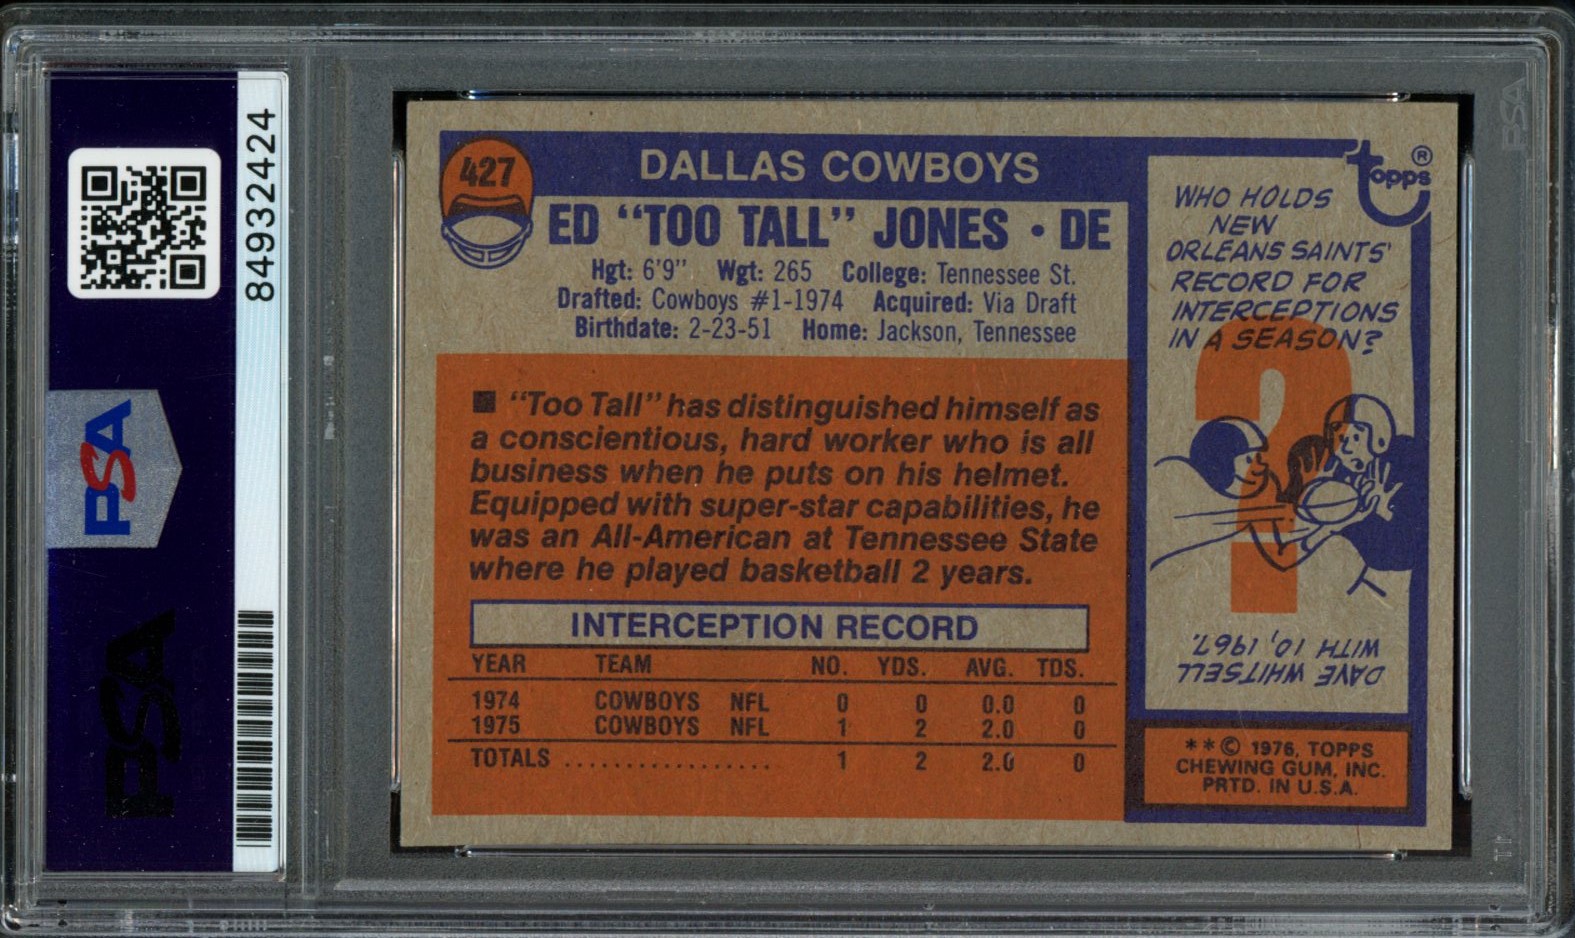 84932424
PSA
PSA
427
DALLAS COWBOYS
ED “TOO TALL” JONES • DE
Hgt: 6'9" Wgt: 265 College: Tennessee St.
Drafted: Cowboys #1-1974 Acquired: Via Draft
Birthdate: 2-23-51 Home: Jackson, Tennessee
■ “Too Tall” has distinguished himself as
a conscientious, hard worker who is all
business when he puts on his helmet.
Equipped with super-star capabilities, he
was an All-American at Tennessee State
where he played basketball 2 years.
INTERCEPTION RECORD
YEAR TEAM NO. YDS. AVG. TDS.
1974 COWBOYS NFL 0 0 0.0 0
1975 COWBOYS NFL 1 2 2.0 0
TOTALS .................. 1 2 2.0 0
topps®
WHO HOLDS
NEW
ORLEANS SAINTS'
RECORD FOR
INTERCEPTIONS
IN A SEASON?
?
DAVE WHITSELL
WITH 10, 1967.
**© 1976, TOPPS
CHEWING GUM, INC.
PRTD. IN U.S.A.
PSA